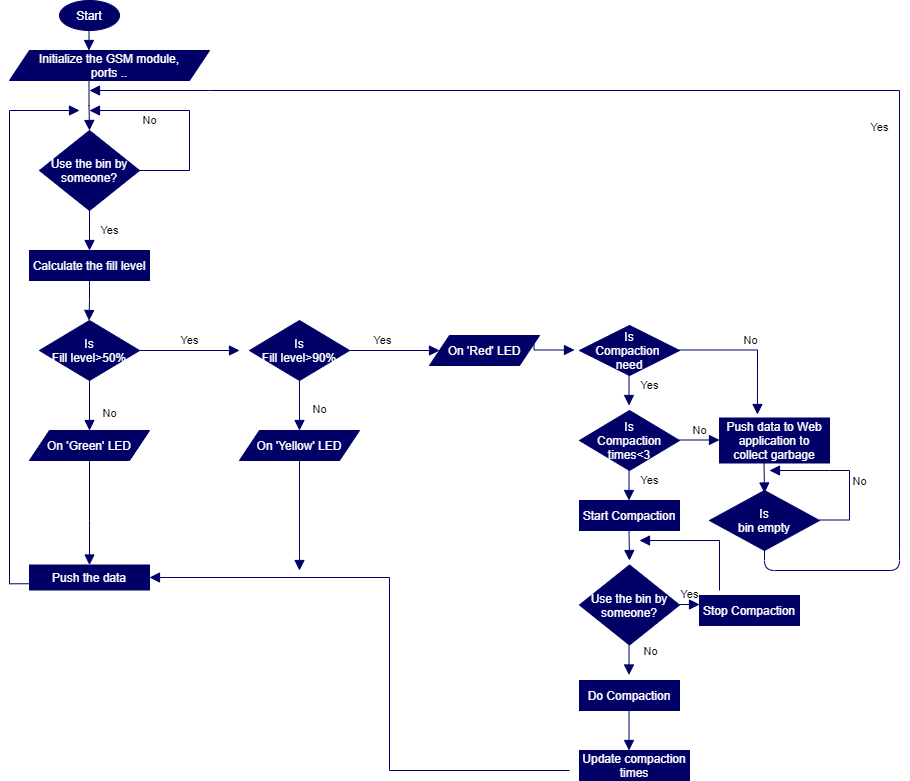 Start
Initialize the GSM module,
ports ..
No
Yes
Use the bin by
someone?
Yes
Calculate the fill level
Is
Fill level>50%
Yes
Is
Fill level>90%
Yes
On 'Red' LED
Is
Compaction
need
No
Yes
No
No
On 'Green' LED
On 'Yellow' LED
Is
Compaction
times<3
No
Push data to Web
application to
collect garbage
Yes
No
Start Compaction
Is
bin empty
Push the data
Use the bin by
someone?
Yes
Stop Compaction
No
Do Compaction
Update compaction
times